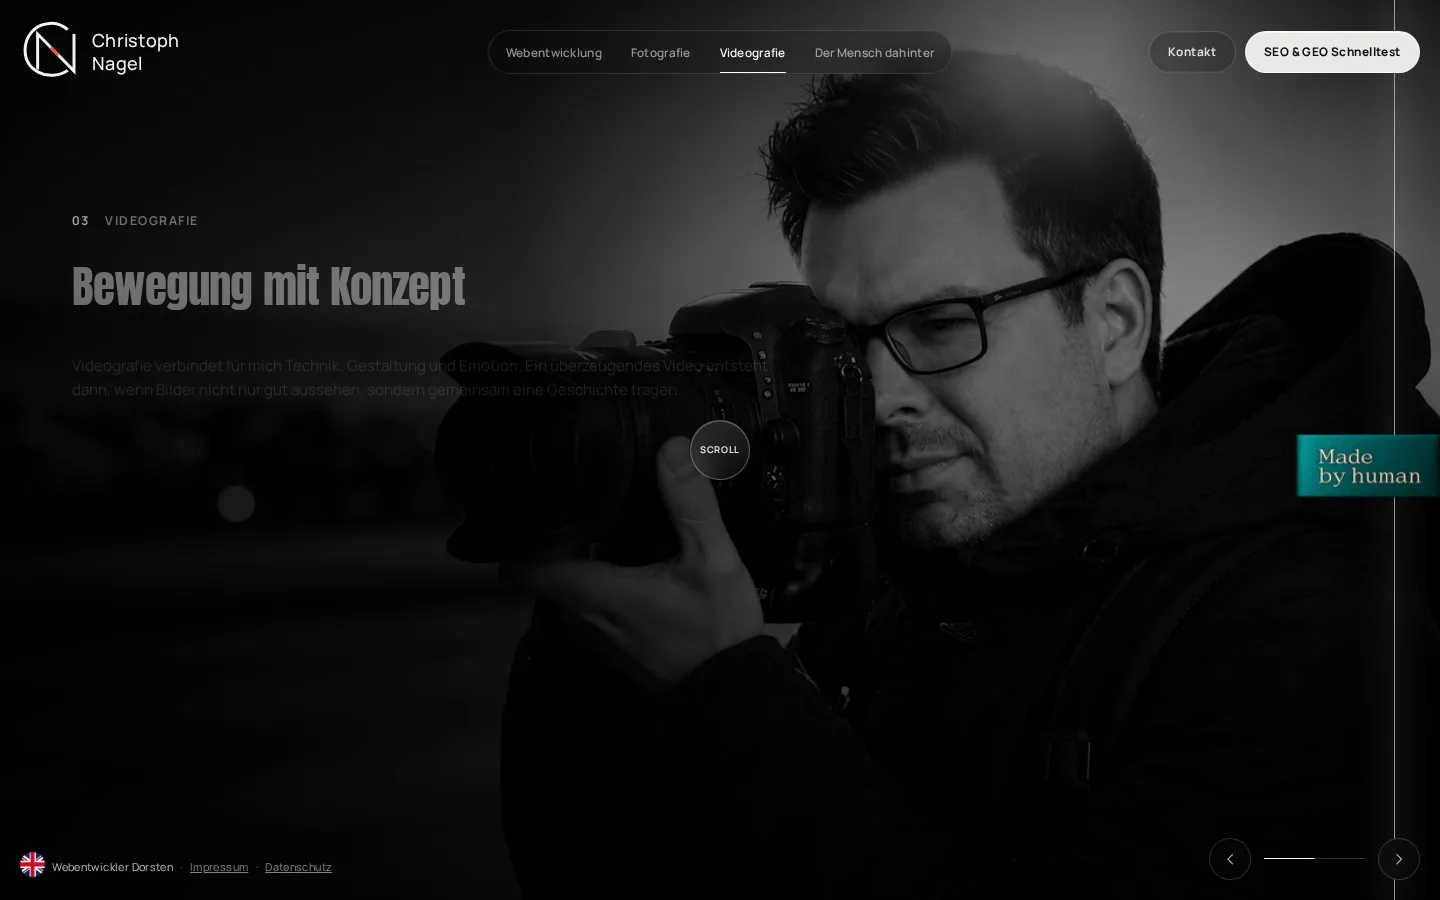 Christoph
Nagel
Webentwicklung
Fotografie
Videografie
Der Mensch dahinter
Kontakt
SEO & GEO Schnelltest
03 VIDEOGRAFIE
Bewegung mit Konzept
Videografie verbindet für mich Technik, Gestaltung und Emotion. Ein überzeugendes Video entsteht
dann, wenn Bilder nicht nur gut aussehen, sondern gemeinsam eine Geschichte tragen.
SCROLL
Made
by human
Webentwickler Dorsten · Impressum · Datenschutz